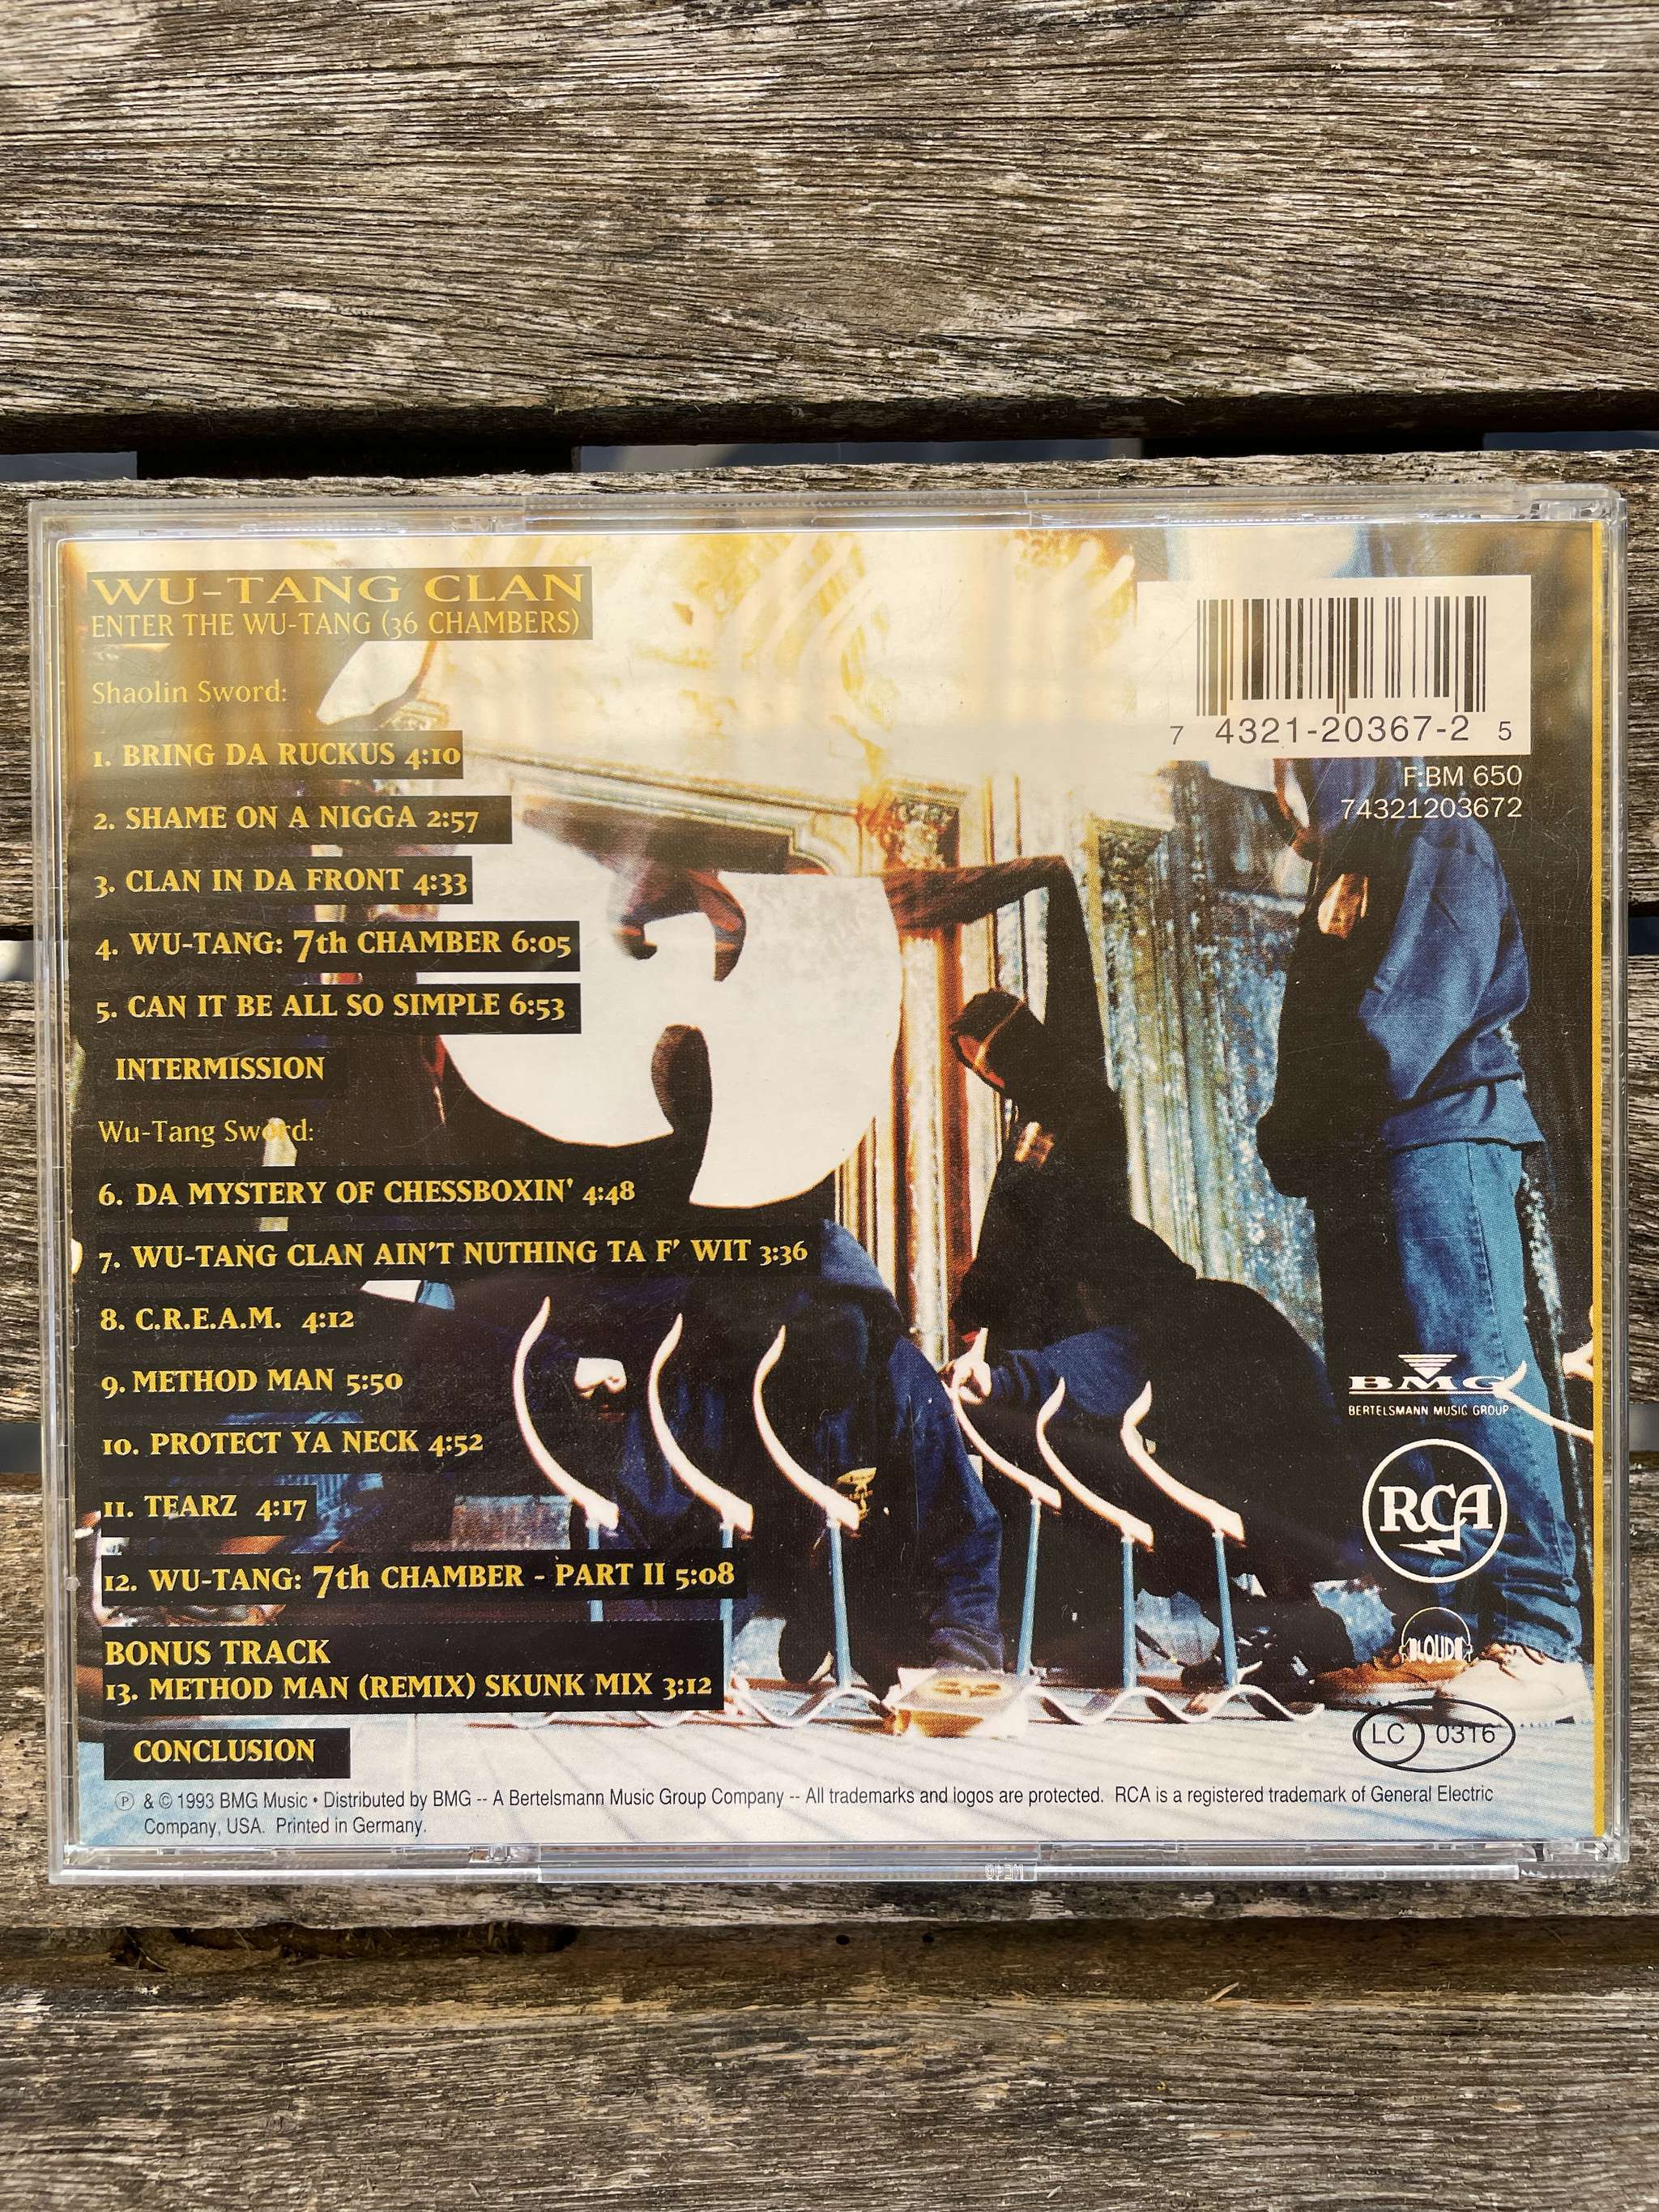 WU-TANG CLAN
ENTER THE WU-TANG (36 CHAMBERS)
Shaolin Sword:
1. BRING DA RUCKUS 4:10
2. SHAME ON A NIGGA 2:57
3. CLAN IN DA FRONT 4:33
4. WU-TANG: 7th CHAMBER 6:05
5. CAN IT BE ALL SO SIMPLE 6:53
INTERMISSION
Wu-Tang Sword:
6. DA MYSTERY OF CHESSBOXIN' 4:48
7. WU-TANG CLAN AIN'T NUTHING TA F' WIT 3:36
8. C.R.E.A.M. 4:12
9. METHOD MAN 5:50
10. PROTECT YA NECK 4:52
11. TEARZ 4:17
12. WU-TANG: 7th CHAMBER - PART II 5:08
BONUS TRACK
13. METHOD MAN (REMIX) SKUNK MIX 3:12
CONCLUSION
7 4321-20367-2 5
F:BM 650
74321203672
BMG
BERTELSMANN MUSIC GROUP
RCA
LOUD
LC 0316
℗ & © 1993 BMG Music • Distributed by BMG -- A Bertelsmann Music Group Company -- All trademarks and logos are protected. RCA is a registered trademark of General Electric
Company, USA. Printed in Germany.